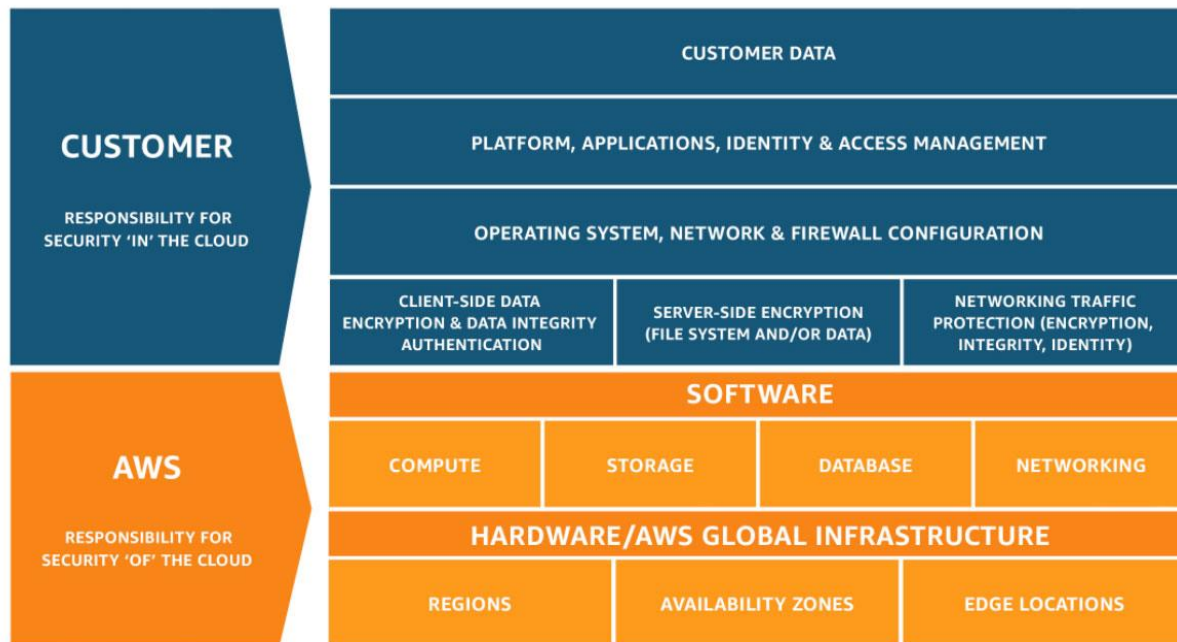 CUSTOMER
RESPONSIBILITY FOR
SECURITY ‘IN’ THE CLOUD
CUSTOMER DATA
PLATFORM, APPLICATIONS, IDENTITY & ACCESS MANAGEMENT
OPERATING SYSTEM, NETWORK & FIREWALL CONFIGURATION
CLIENT-SIDE DATA
ENCRYPTION & DATA INTEGRITY
AUTHENTICATION
SERVER-SIDE ENCRYPTION
(FILE SYSTEM AND/OR DATA)
NETWORKING TRAFFIC
PROTECTION (ENCRYPTION,
INTEGRITY, IDENTITY)
AWS
RESPONSIBILITY FOR
SECURITY ‘OF’ THE CLOUD
SOFTWARE
COMPUTE
STORAGE
DATABASE
NETWORKING
HARDWARE/AWS GLOBAL INFRASTRUCTURE
REGIONS
AVAILABILITY ZONES
EDGE LOCATIONS